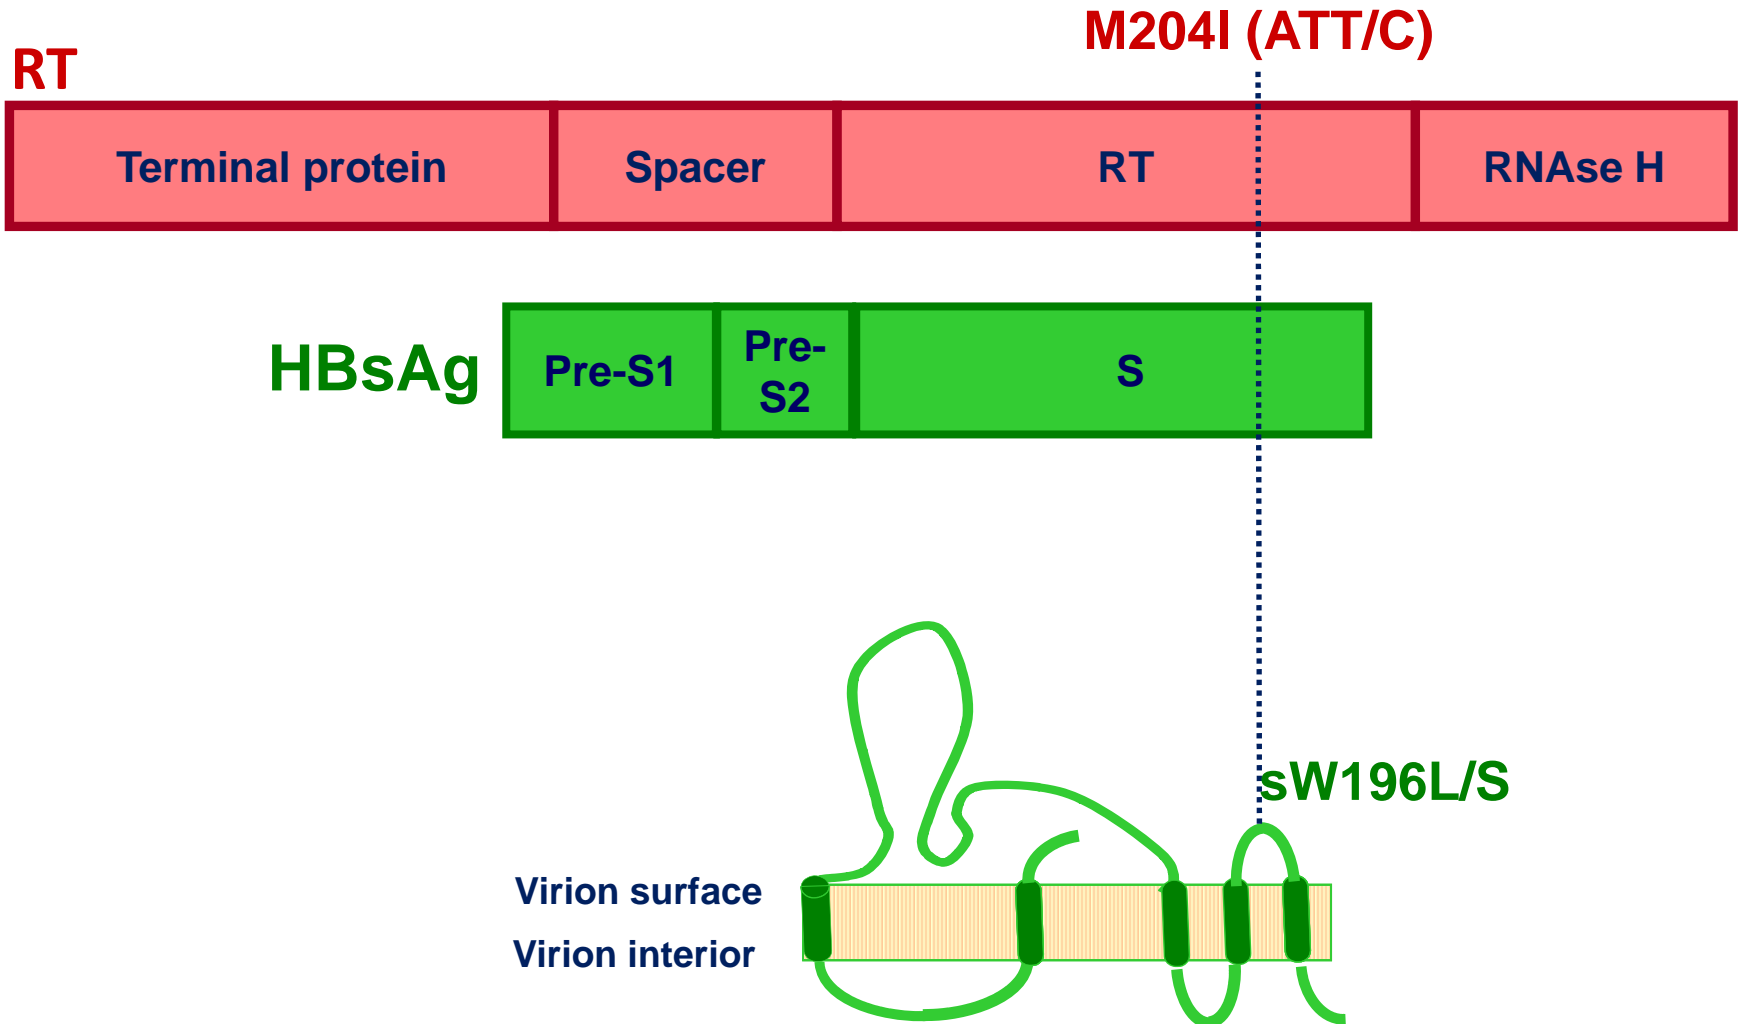 M204I (ATT/C)
RT
Terminal protein
Spacer
RT
RNAse H
HBsAg
Pre-S1
Pre-
S2
S
sW196L/S
Virion surface
Virion interior